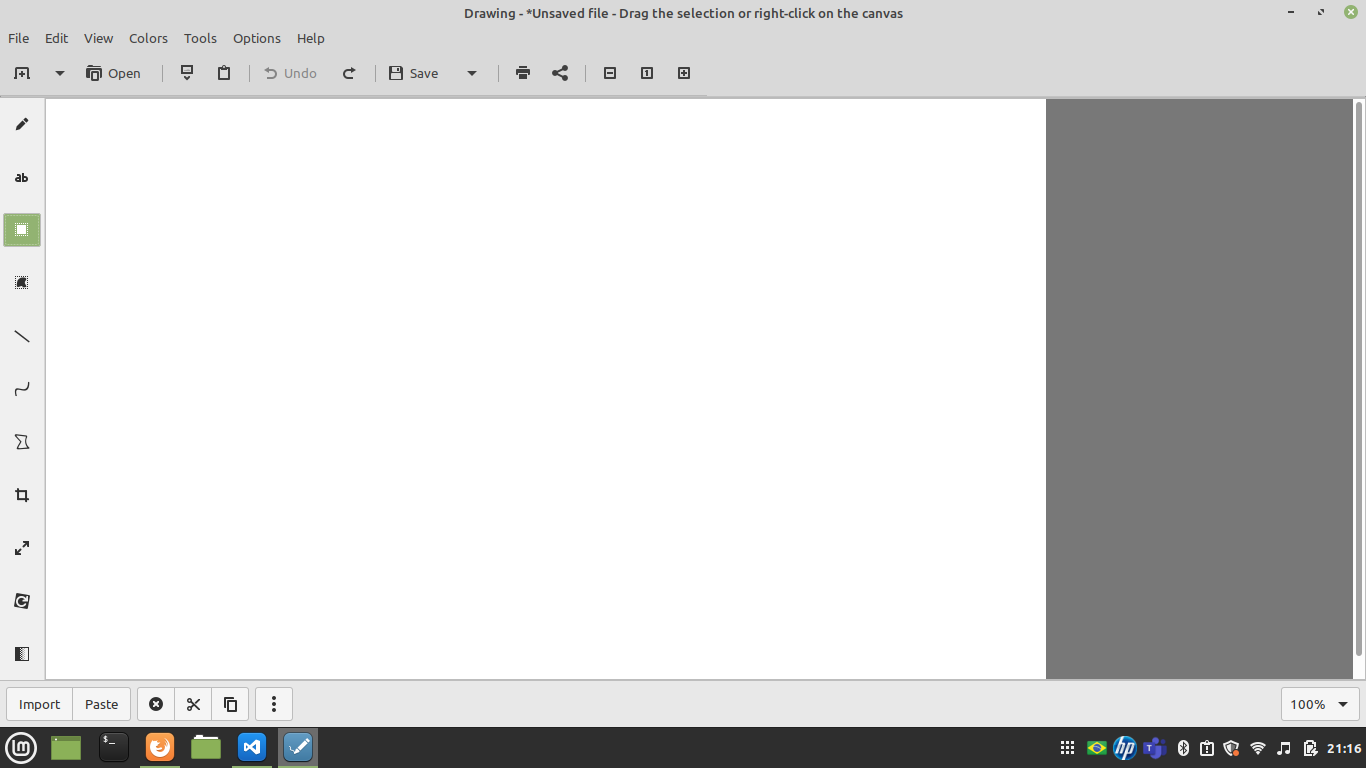 Drawing - *Unsaved file - Drag the selection or right-click on the canvas
File Edit View Colors Tools Options Help
Open Undo Save
ab
Import Paste 100%
$_ hp T 21:16